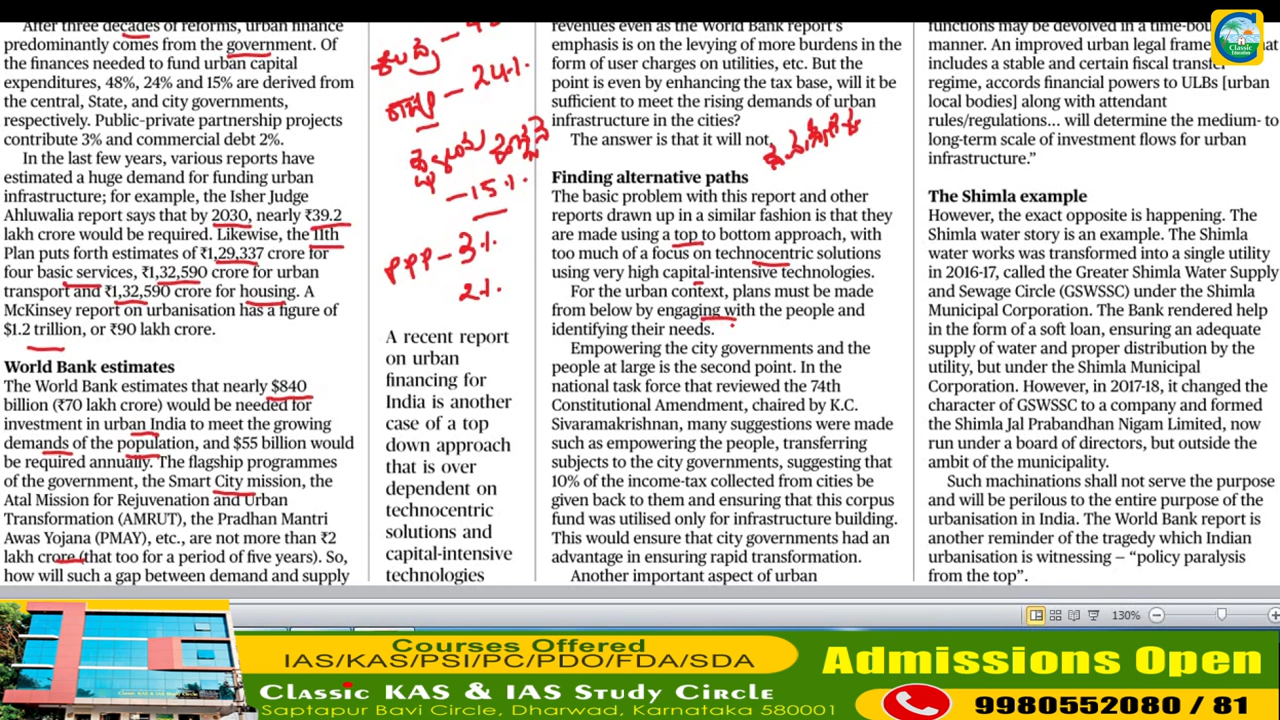 After three decades of reforms, urban finance
predominantly comes from the government. Of
the finances needed to fund urban capital
expenditures, 48%, 24% and 15% are derived from
the central, State, and city governments,
respectively. Public-private partnership projects
contribute 3% and commercial debt 2%.
In the last few years, various reports have
estimated a huge demand for funding urban
infrastructure; for example, the Isher Judge
Ahluwalia report says that by 2030, nearly ₹39.2
lakh crore would be required. Likewise, the 11th
Plan puts forth estimates of ₹1,29,337 crore for
four basic services, ₹1,32,590 crore for urban
transport and ₹1,32,590 crore for housing. A
McKinsey report on urbanisation has a figure of
$1.2 trillion, or ₹90 lakh crore.
World Bank estimates
The World Bank estimates that nearly $840
billion (₹70 lakh crore) would be needed for
investment in urban India to meet the growing
demands of the population, and $55 billion would
be required annually. The flagship programmes
of the government, the Smart City mission, the
Atal Mission for Rejuvenation and Urban
Transformation (AMRUT), the Pradhan Mantri
Awas Yojana (PMAY), etc., are not more than ₹2
lakh crore (that too for a period of five years). So,
how will such a gap between demand and supply
ಕೇಂದ್ರ -
ರಾಜ್ಯ - 24%
ಸ್ಥಳೀಯ
- 15%
PPP - 3%
2%
A recent report
on urban
financing for
India is another
case of a top
down approach
that is over
dependent on
technocentric
solutions and
capital-intensive
technologies
revenues even as the World Bank report's
emphasis is on the levying of more burdens in the
form of user charges on utilities, etc. But the
point is even by enhancing the tax base, will it be
sufficient to meet the rising demands of urban
infrastructure in the cities?
The answer is that it will not.
Finding alternative paths
The basic problem with this report and other
reports drawn up in a similar fashion is that they
are made using a top to bottom approach, with
too much of a focus on technocentric solutions
using very high capital-intensive technologies.
For the urban context, plans must be made
from below by engaging with the people and
identifying their needs.
Empowering the city governments and the
people at large is the second point. In the
national task force that reviewed the 74th
Constitutional Amendment, chaired by K.C.
Sivaramakrishnan, many suggestions were made
such as empowering the people, transferring
subjects to the city governments, suggesting that
10% of the income-tax collected from cities be
given back to them and ensuring that this corpus
fund was utilised only for infrastructure building.
This would ensure that city governments had an
advantage in ensuring rapid transformation.
Another important aspect of urban
functions may be devolved in a time-bou
manner. An improved urban legal frame
includes a stable and certain fiscal transfe
regime, accords financial powers to ULBs [urban
local bodies] along with attendant
rules/regulations... will determine the medium- to
long-term scale of investment flows for urban
infrastructure."
The Shimla example
However, the exact opposite is happening. The
Shimla water story is an example. The Shimla
water works was transformed into a single utility
in 2016-17, called the Greater Shimla Water Supply
and Sewage Circle (GSWSSC) under the Shimla
Municipal Corporation. The Bank rendered help
in the form of a soft loan, ensuring an adequate
supply of water and proper distribution by the
utility, but under the Shimla Municipal
Corporation. However, in 2017-18, it changed the
character of GSWSSC to a company and formed
the Shimla Jal Prabandhan Nigam Limited, now
run under a board of directors, but outside the
ambit of the municipality.
Such machinations shall not serve the purpose
and will be perilous to the entire purpose of the
urbanisation in India. The World Bank report is
another reminder of the tragedy which Indian
urbanisation is witnessing – "policy paralysis
from the top".
Classic
Education
130%
Courses Offered
IAS/KAS/PSI/PC/PDO/FDA/SDA
Classic KAS & IAS Study Circle
Saptapur Bavi Circle, Dharwad, Karnataka 580001
Admissions Open
9980552080 / 81